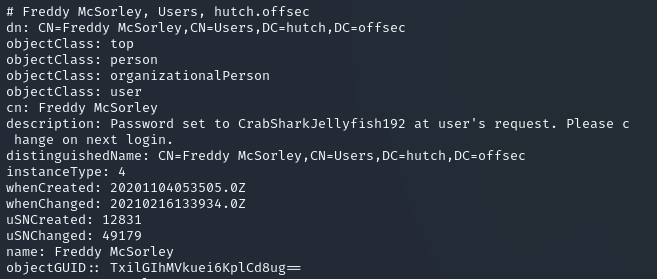 # Freddy McSorley, Users, hutch.offsec
dn: CN=Freddy McSorley,CN=Users,DC=hutch,DC=offsec
objectClass: top
objectClass: person
objectClass: organizationalPerson
objectClass: user
cn: Freddy McSorley
description: Password set to CrabSharkJellyfish192 at user's request. Please c
 hange on next login.
distinguishedName: CN=Freddy McSorley,CN=Users,DC=hutch,DC=offsec
instanceType: 4
whenCreated: 20201104053505.0Z
whenChanged: 20210216133934.0Z
uSNCreated: 12831
uSNChanged: 49179
name: Freddy McSorley
objectGUID:: TxilGIhMVkuei6KplCd8ug==